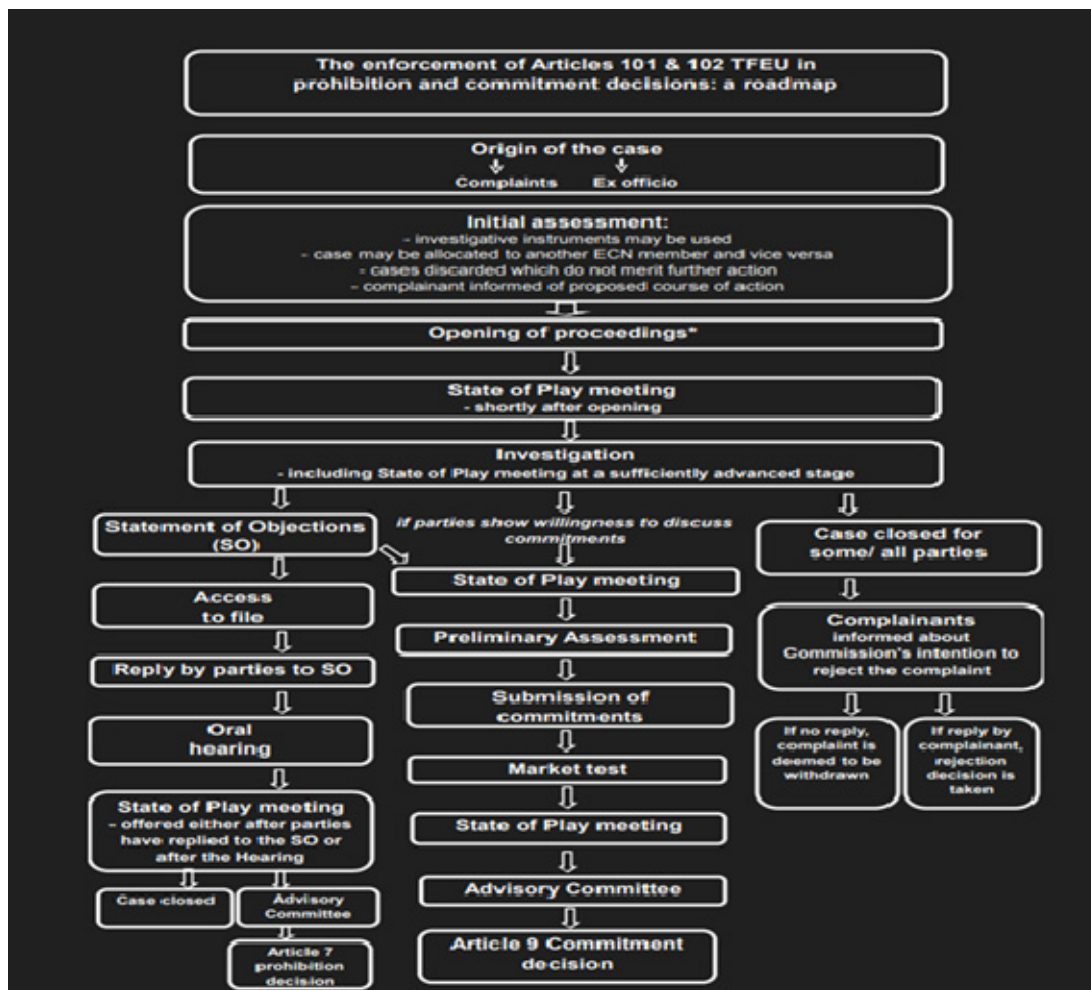 The enforcement of Articles 101 & 102 TFEU in
prohibition and commitment decisions: a roadmap
Origin of the case
Complaints
Ex officio
Initial assessment:
– investigative instruments may be used
- case may be allocated to another ECN member and vice versa
- cases discarded which do not merit further action
– complainant informed of proposed course of action
Opening of proceedings*
State of Play meeting
- shortly after opening
Investigation
- including State of Play meeting at a sufficiently advanced stage
Statement of Objections
(SO)
Access
to file
Reply by parties to SO
Oral
hearing
State of Play meeting
– offered either after parties
have replied to the SO or
after the Hearing
Case closed
Advisory
Committee
Article 7
prohibition
decision
if parties show willingness to discuss
commitments
State of Play meeting
Preliminary Assessment
Submission of
commitments
Market test
State of Play meeting
Advisory Committee
Article 9 Commitment
decision
Case closed for
some/ all parties
Complainants
informed about
Commission's intention to
reject the complaint
If no reply,
complaint is
deemed to be
withdrawn
If reply by
complainant,
rejection
decision is
taken